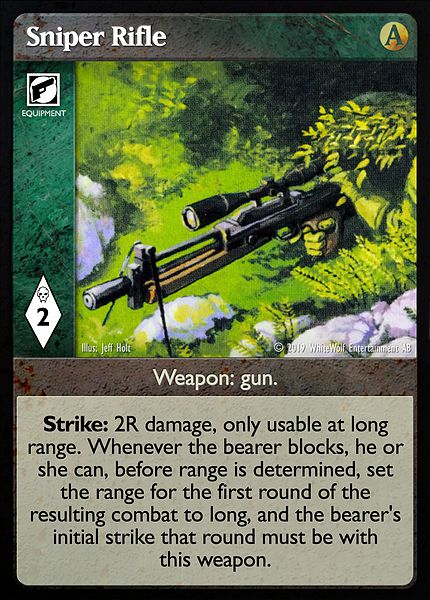 Sniper Rifle
A
EQUIPMENT
2
Illus: Jeff Holt
© 2019 WhiteWolf Entertainment AB
Weapon: gun.
Strike: 2R damage, only usable at long
range. Whenever the bearer blocks, he or
she can, before range is determined, set
the range for the first round of the
resulting combat to long, and the bearer's
initial strike that round must be with
this weapon.